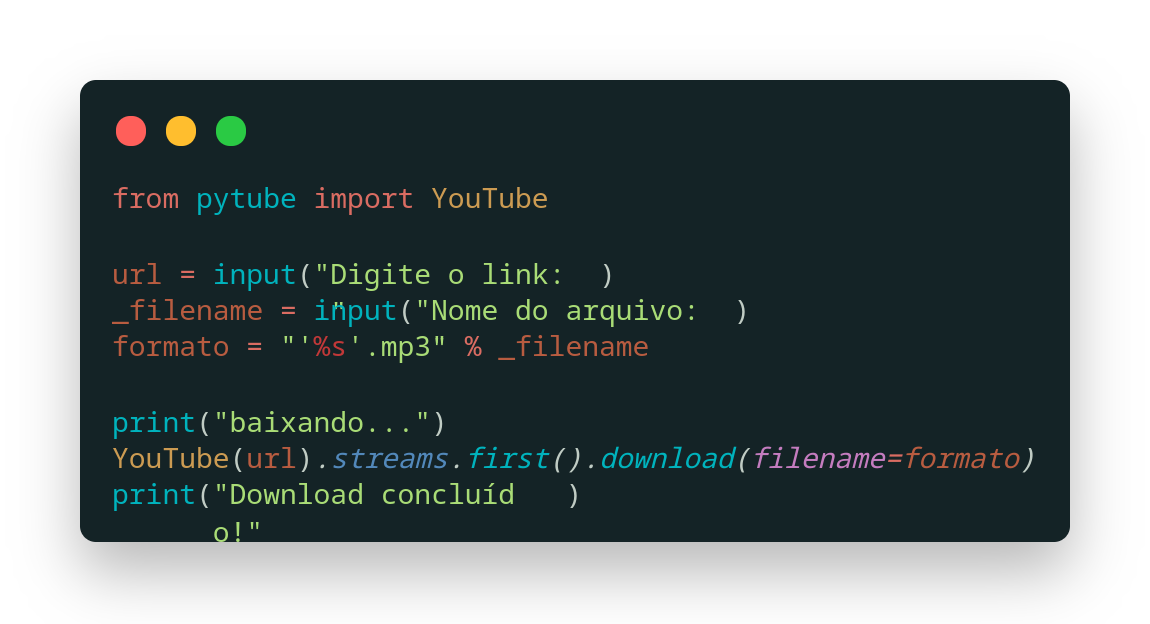 from pytube import YouTube
url = input("Digite o link:  )
_filename = input("Nome do arquivo:  )
"
formato = "'%s'.mp3" % _filename
print("baixando...")
YouTube(url).streams.first().download(filename=formato)
print("Download concluíd   )
o!"